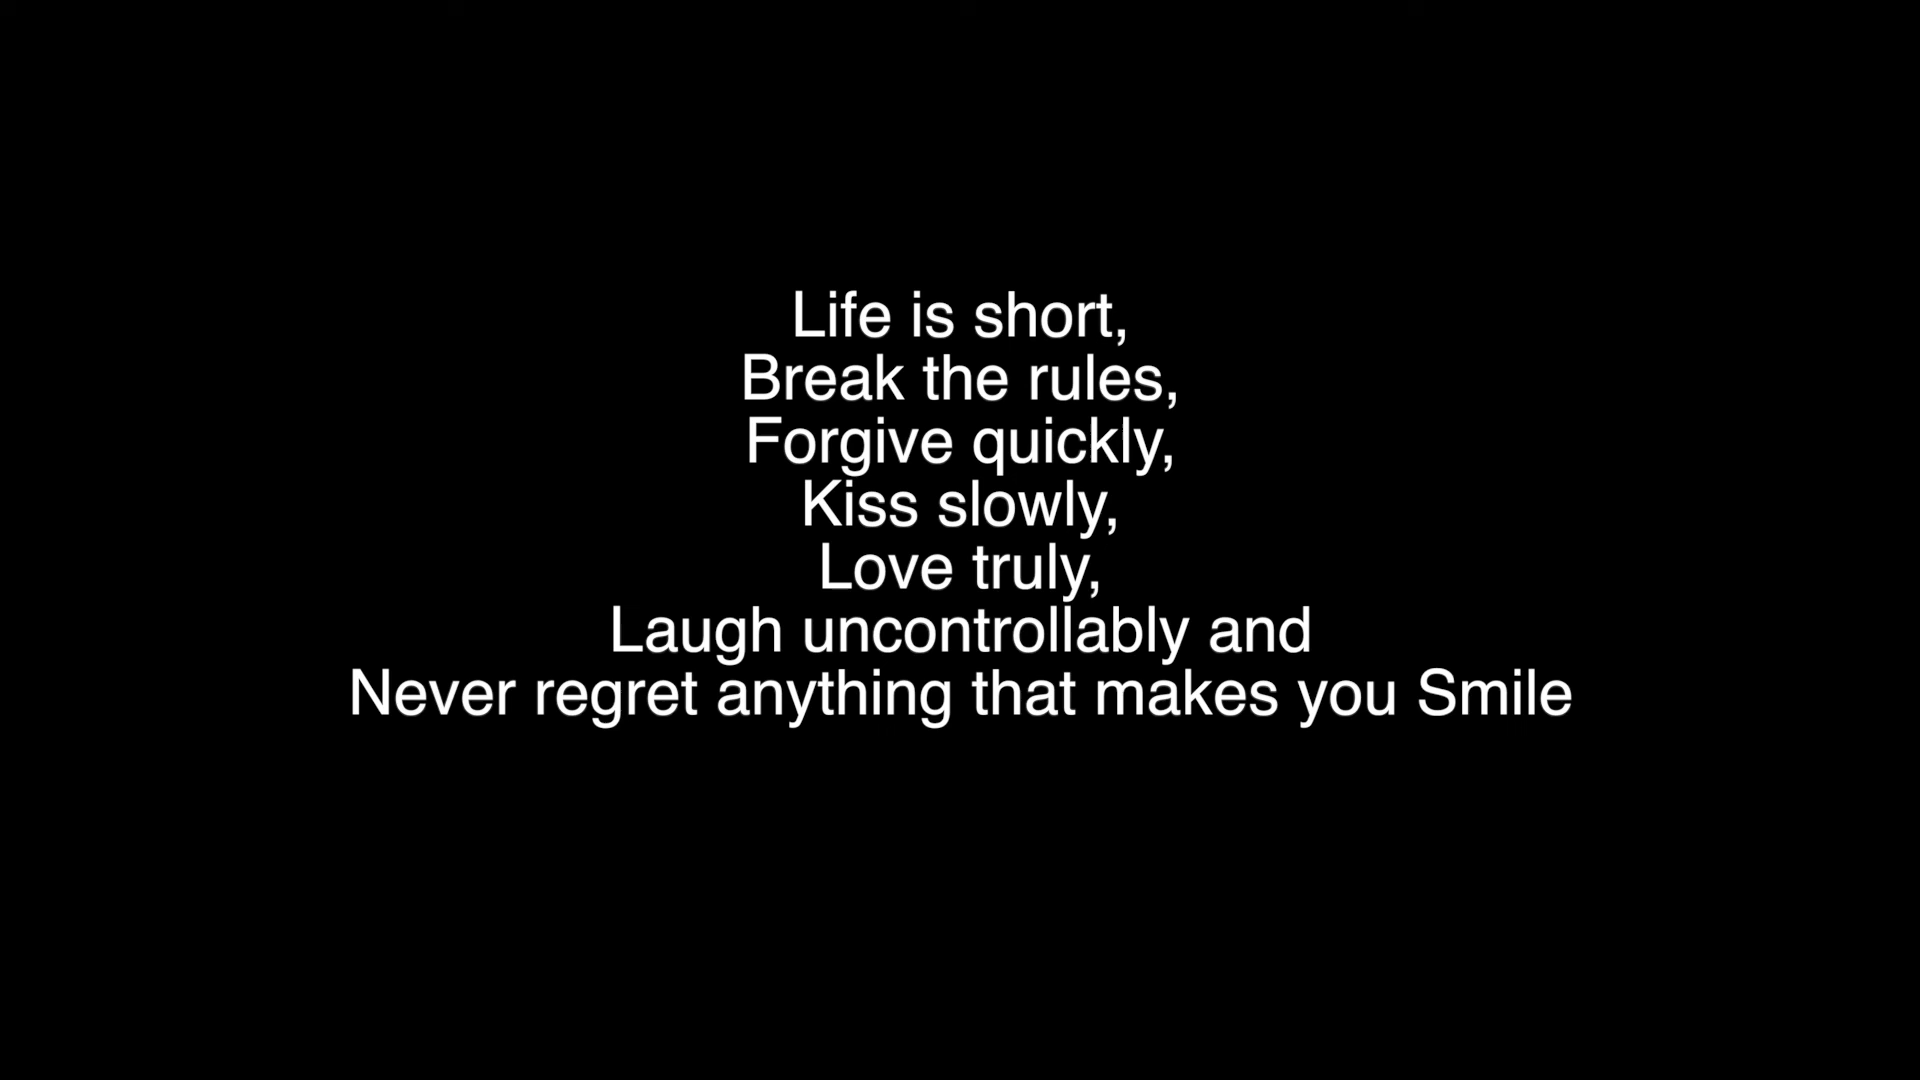 Life is short,
Break the rules,
Forgive quickly,
Kiss slowly,
Love truly,
Laugh uncontrollably and
Never regret anything that makes you Smile